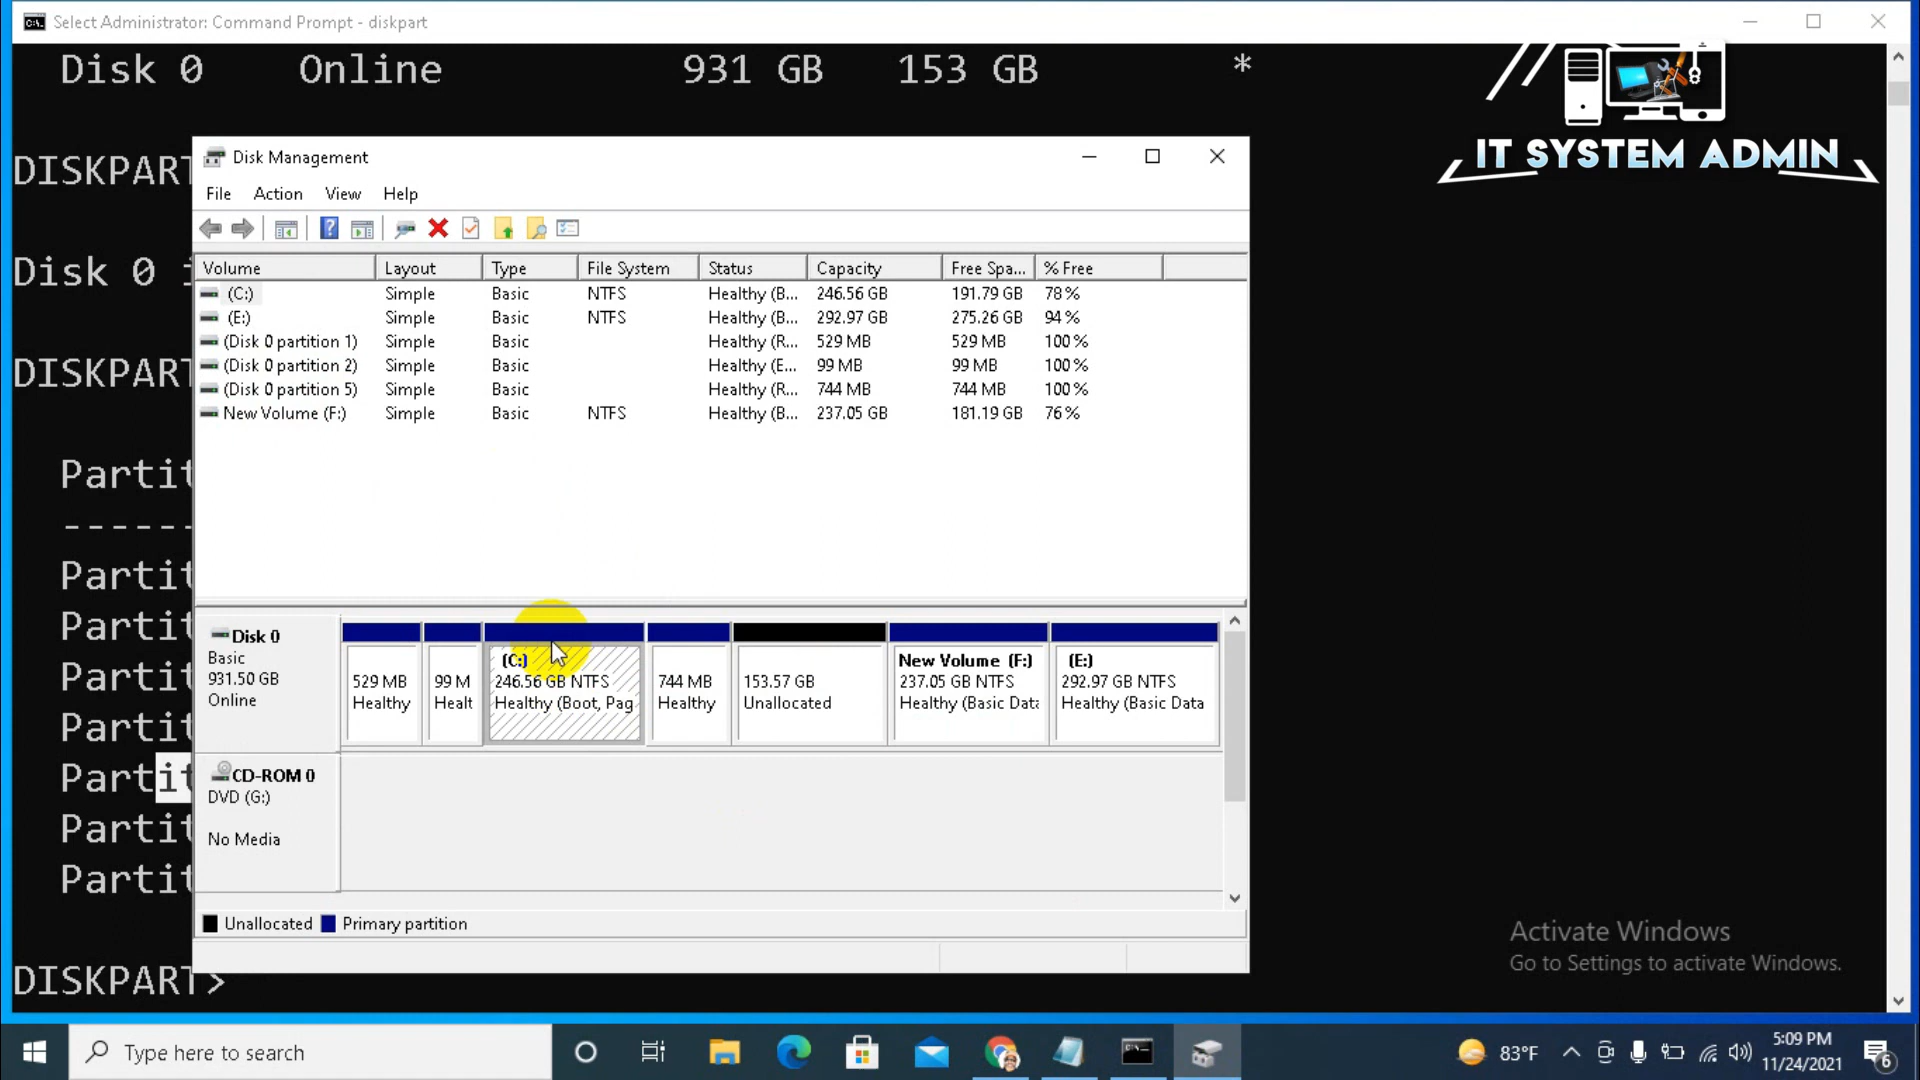 Select Administrator: Command Prompt - diskpart
Disk 0 Online 931 GB 153 GB *
IT SYSTEM ADMIN
DISKPART
Disk 0 i
DISKPART
Partit
------
Partit
Partit
Partit
Partit
Partit
Partit
Partit
DISKPART>
Disk Management
File Action View Help
Volume Layout Type File System Status Capacity Free Spa... % Free
(C:) Simple Basic NTFS Healthy (B... 246.56 GB 191.79 GB 78 %
(E:) Simple Basic NTFS Healthy (B... 292.97 GB 275.26 GB 94 %
(Disk 0 partition 1) Simple Basic Healthy (R... 529 MB 529 MB 100 %
(Disk 0 partition 2) Simple Basic Healthy (E... 99 MB 99 MB 100 %
(Disk 0 partition 5) Simple Basic Healthy (R... 744 MB 744 MB 100 %
New Volume (F:) Simple Basic NTFS Healthy (B... 237.05 GB 181.19 GB 76 %
Disk 0
Basic
931.50 GB
Online
529 MB
Healthy
99 M
Healt
(C:)
246.56 GB NTFS
Healthy (Boot, Pag
744 MB
Healthy
153.57 GB
Unallocated
New Volume (F:)
237.05 GB NTFS
Healthy (Basic Data
(E:)
292.97 GB NTFS
Healthy (Basic Data
CD-ROM 0
DVD (G:)
No Media
Unallocated Primary partition
Activate Windows
Go to Settings to activate Windows.
Type here to search
83°F
5:09 PM
11/24/2021
6